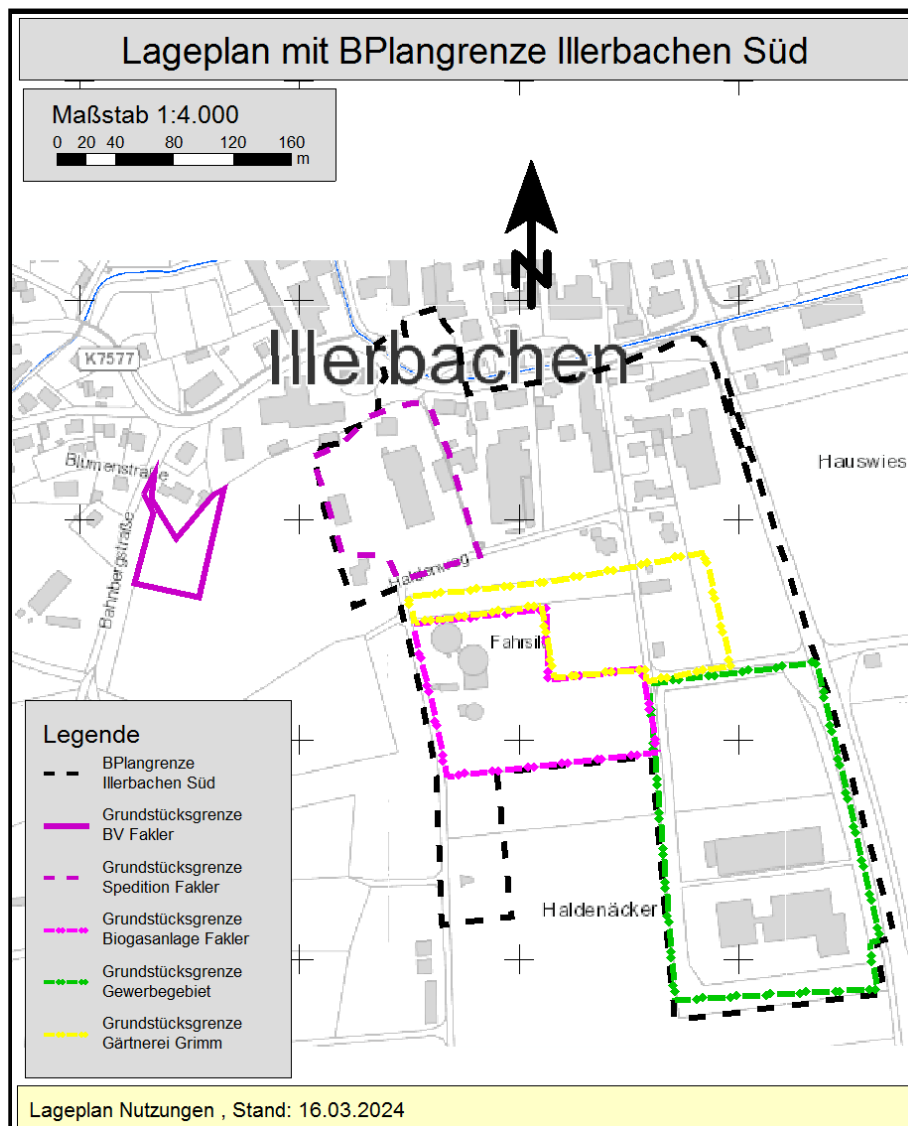 Lageplan mit BPlangrenze Illerbachen Süd
Maßstab 1:4.000
0 20 40 80 120 160
m
N
Illerbachen
K7577
Blumenstraße
Hauswies
Bahnbergstraße
Haldenweg
Fahrsil
Haldenäcker
Legende
BPlangrenze
Illerbachen Süd
Grundstücksgrenze
BV Fakler
Grundstücksgrenze
Spedition Fakler
Grundstücksgrenze
Biogasanlage Fakler
Grundstücksgrenze
Gewerbegebiet
Grundstücksgrenze
Gärtnerei Grimm
Lageplan Nutzungen , Stand: 16.03.2024